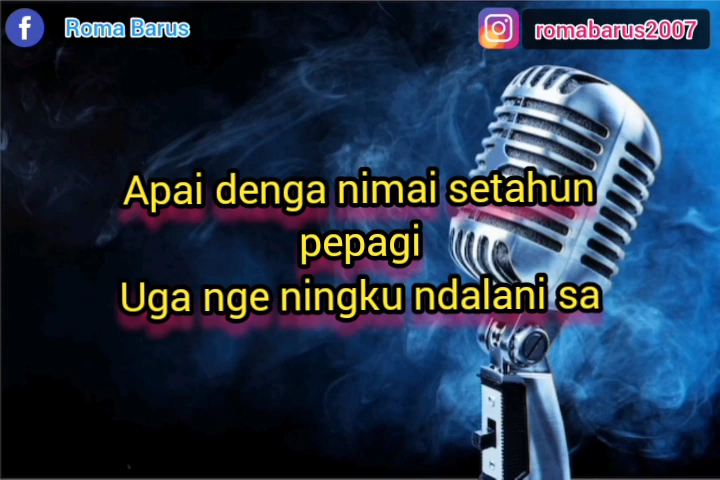 Roma Barus
romabarus2007
Apai denga nimai setahun
pepagi
Uga nge ningku ndalani sa